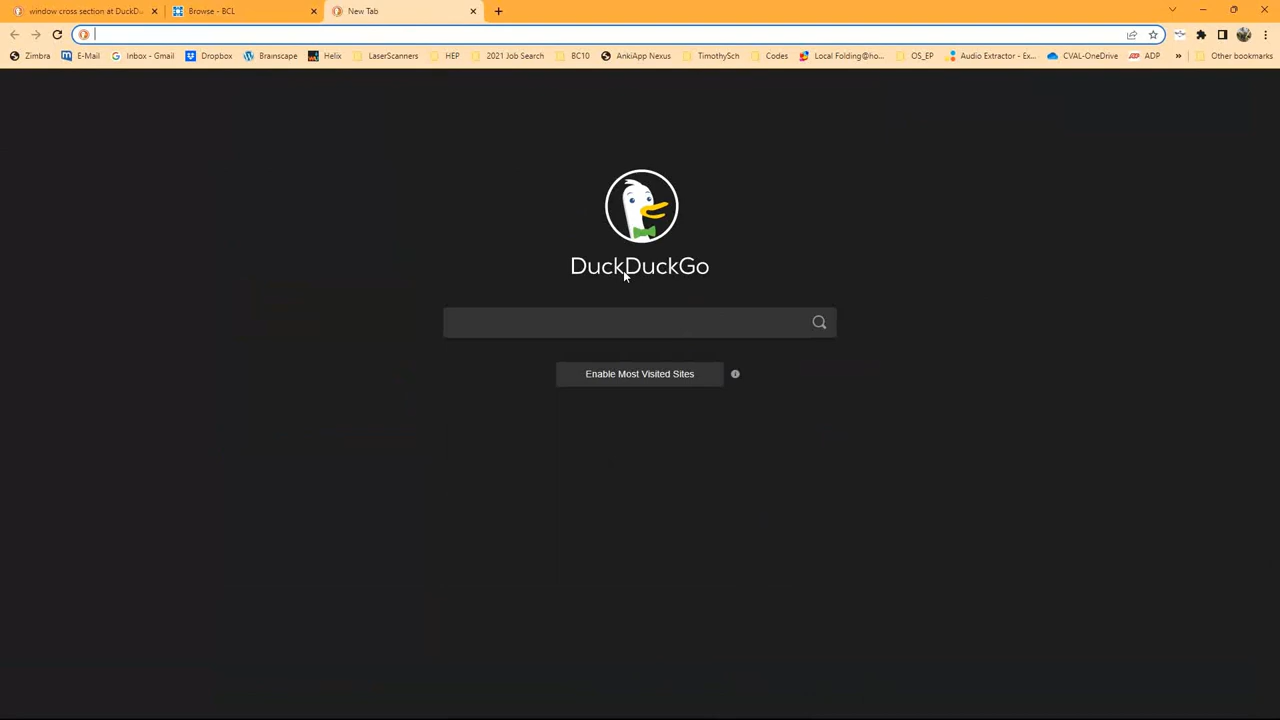 window cross section at DuckDu
Browse - BCL
New Tab
Zimbra
E-Mail
Inbox - Gmail
Dropbox
Brainscape
Helix
LaserScanners
HEP
2021 Job Search
BC10
AnkiApp Nexus
TimothySch
Codes
Local Folding@ho...
OS_EP
Audio Extractor - Ex...
CVAL-OneDrive
ADP
»
Other bookmarks
DuckDuckGo
Enable Most Visited Sites